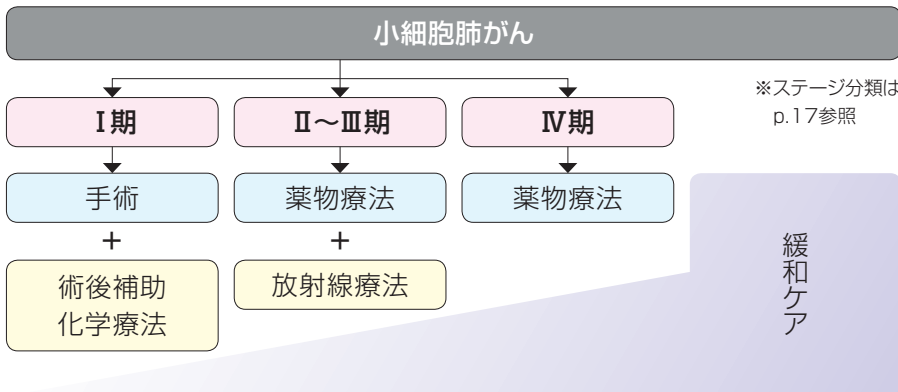 小細胞肺がん
※ステージ分類は
p.17参照
Ⅰ期
Ⅱ～Ⅲ期
Ⅳ期
手術
薬物療法
薬物療法
+
+
術後補助
化学療法
放射線療法
緩和ケア